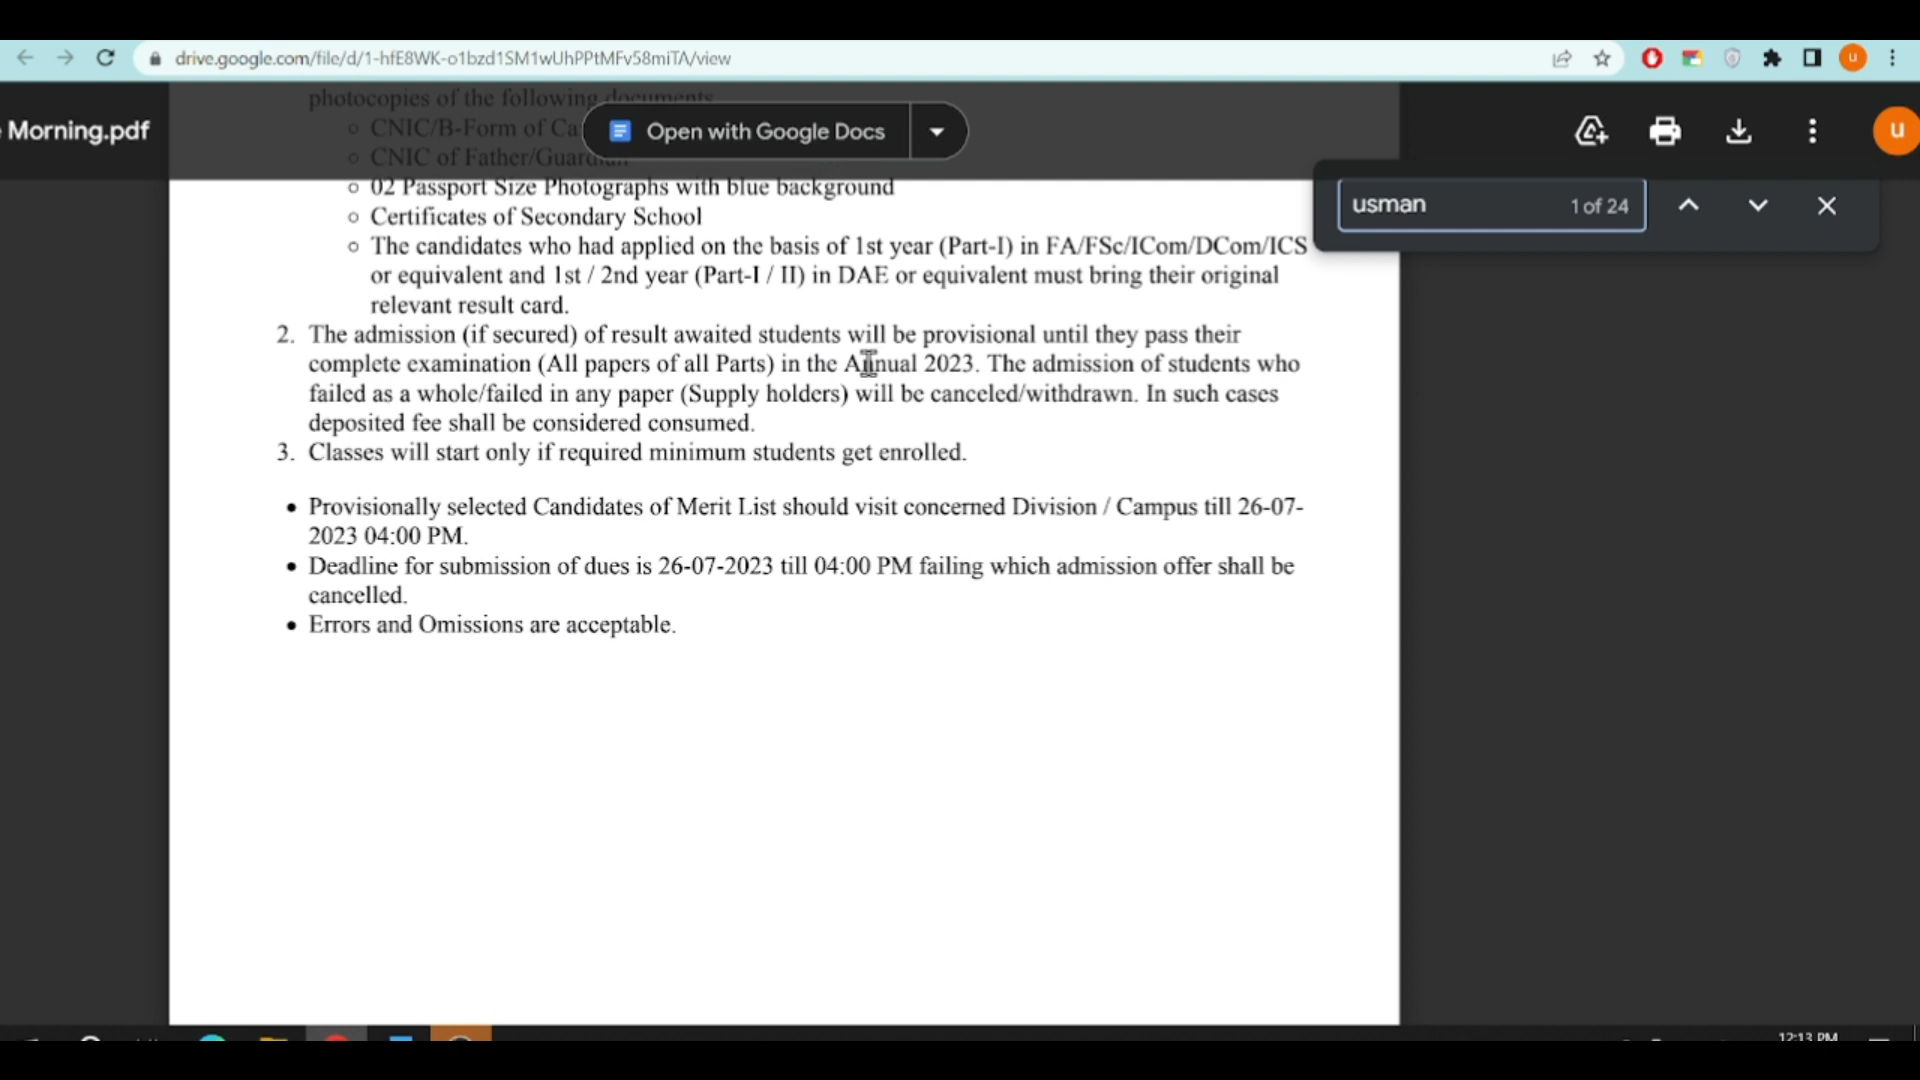 drive.google.com/file/d/1-hfE8WK-o1bzd1SM1wUhPPtMFv58miTA/view
Morning.pdf
Open with Google Docs
u
u
usman 1 of 24
photocopies of the following documents
CNIC/B-Form of
CNIC of Father/Guardian
02 Passport Size Photographs with blue background
Certificates of Secondary School
The candidates who had applied on the basis of 1st year (Part-I) in FA/FSc/ICom/DCom/ICS
or equivalent and 1st / 2nd year (Part-I / II) in DAE or equivalent must bring their original
relevant result card.
2. The admission (if secured) of result awaited students will be provisional until they pass their
complete examination (All papers of all Parts) in the Annual 2023. The admission of students who
failed as a whole/failed in any paper (Supply holders) will be canceled/withdrawn. In such cases
deposited fee shall be considered consumed.
3. Classes will start only if required minimum students get enrolled.
• Provisionally selected Candidates of Merit List should visit concerned Division / Campus till 26-07-
2023 04:00 PM.
• Deadline for submission of dues is 26-07-2023 till 04:00 PM failing which admission offer shall be
cancelled.
• Errors and Omissions are acceptable.
12:13 PM